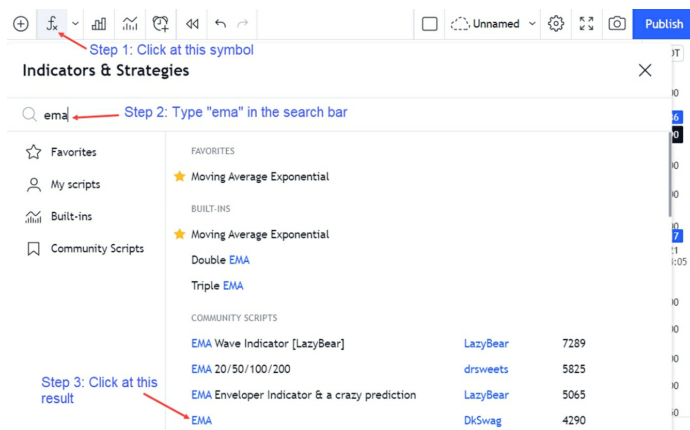 fx Unnamed Publish
Step 1: Click at this symbol
Indicators & Strategies
ema
Step 2: Type "ema" in the search bar
Favorites
My scripts
Built-ins
Community Scripts
FAVORITES
Moving Average Exponential
BUILT-INS
Moving Average Exponential
Double EMA
Triple EMA
COMMUNITY SCRIPTS
EMA Wave Indicator [LazyBear] LazyBear 7289
EMA 20/50/100/200 drsweets 5825
EMA Enveloper Indicator & a crazy prediction LazyBear 5065
Step 3: Click at this
result
EMA DkSwag 4290